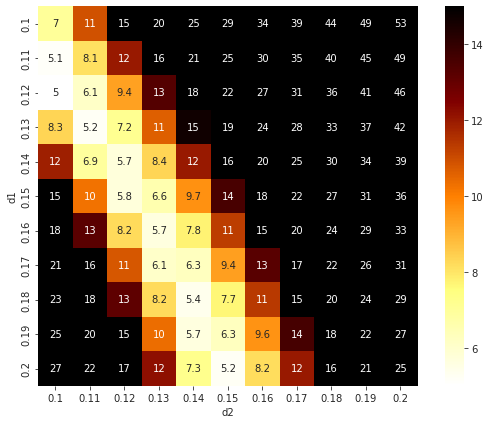 0.1 7 11 15 20 25 29 34 39 44 49 53
0.11 5.1 8.1 12 16 21 25 30 35 40 45 49
0.12 5 6.1 9.4 13 18 22 27 31 36 41 46
0.13 8.3 5.2 7.2 11 15 19 24 28 33 37 42
0.14 12 6.9 5.7 8.4 12 16 20 25 30 34 39
0.15 15 10 5.8 6.6 9.7 14 18 22 27 31 36
0.16 18 13 8.2 5.7 7.8 11 15 20 24 29 33
0.17 21 16 11 6.1 6.3 9.4 13 17 22 26 31
0.18 23 18 13 8.2 5.4 7.7 11 15 20 24 29
0.19 25 20 15 10 5.7 6.3 9.6 14 18 22 27
0.2 27 22 17 12 7.3 5.2 8.2 12 16 21 25
0.1 0.11 0.12 0.13 0.14 0.15 0.16 0.17 0.18 0.19 0.2
d2
d1
14
12
10
8
6